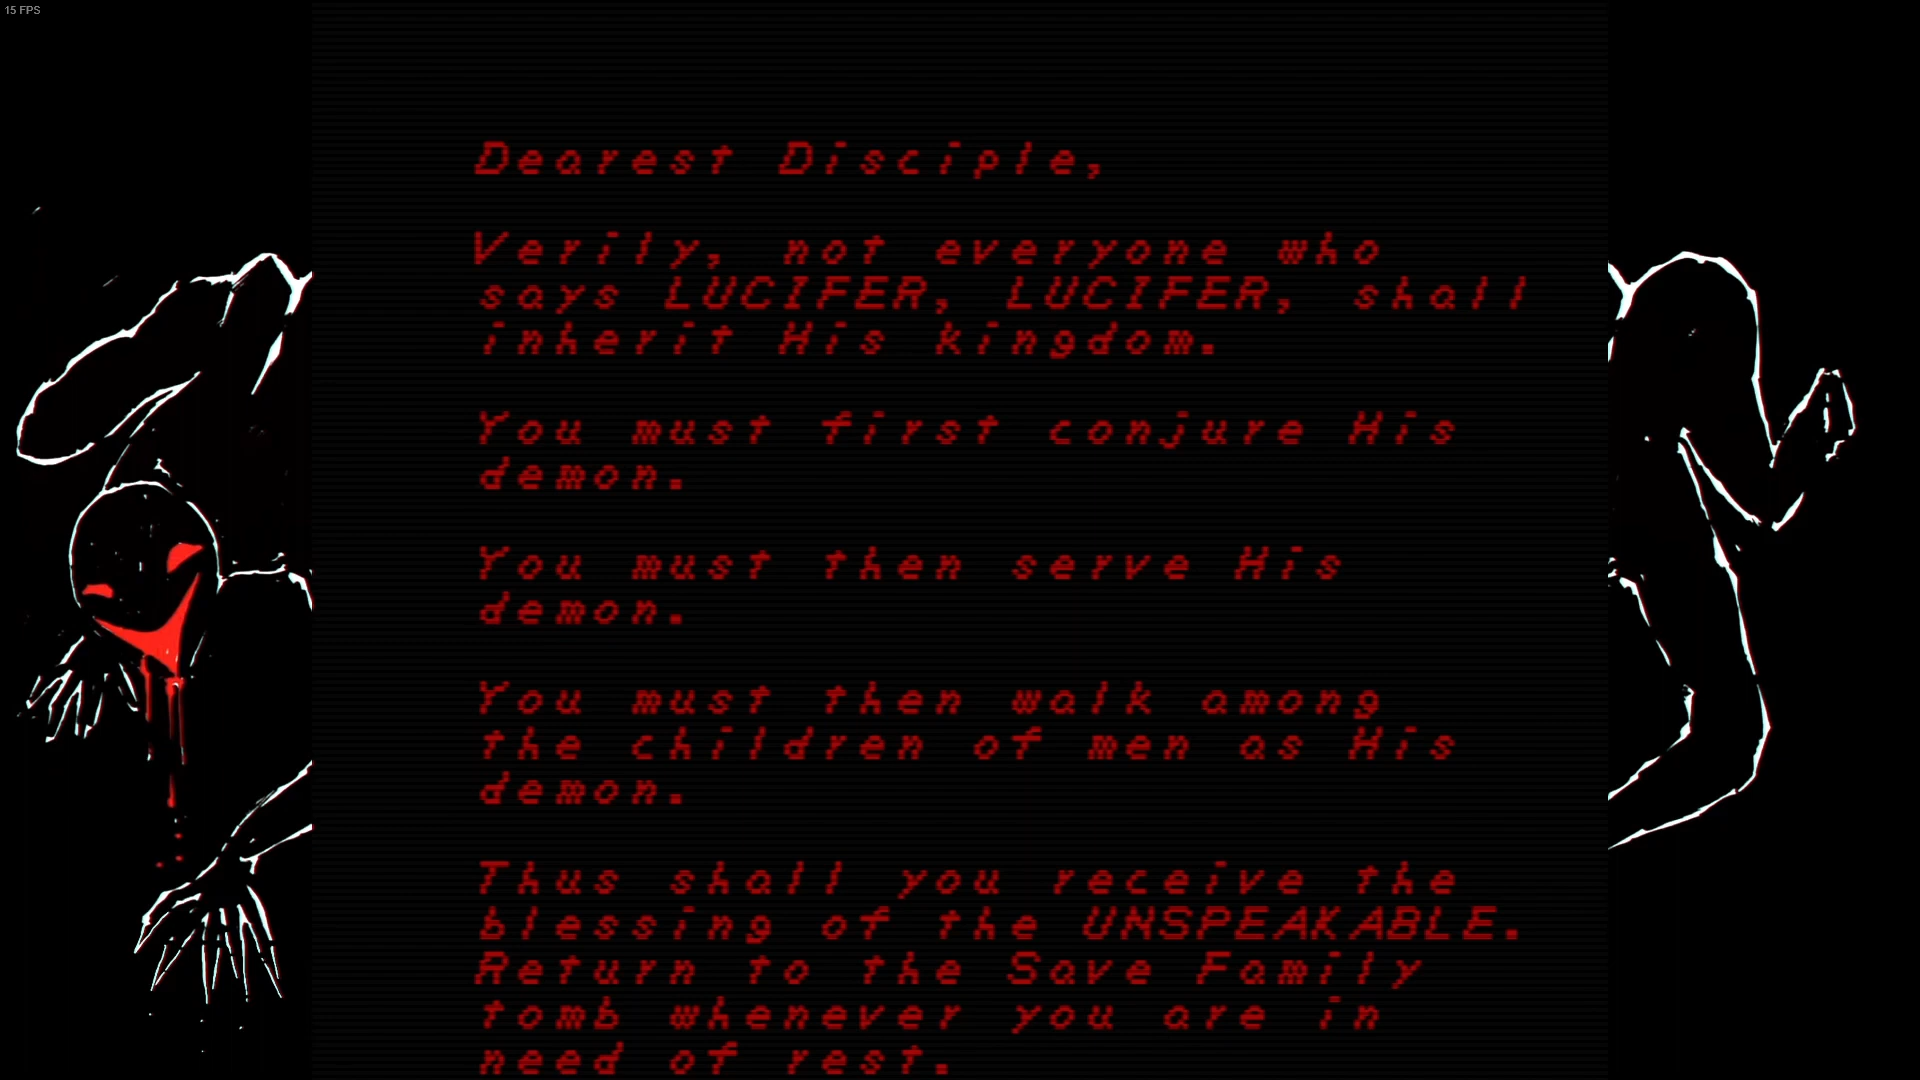 15 FPS
Dearest Disciple,
Verily, not everyone who
says LUCIFER, LUCIFER, shall
inherit His kingdom.
You must first conjure His
demon.
You must then serve His
demon.
You must then walk among
the children of men as His
demon.
Thus shall you receive the
blessing of the UNSPEAKABLE.
Return to the Save Family
tomb whenever you are in
need of rest.